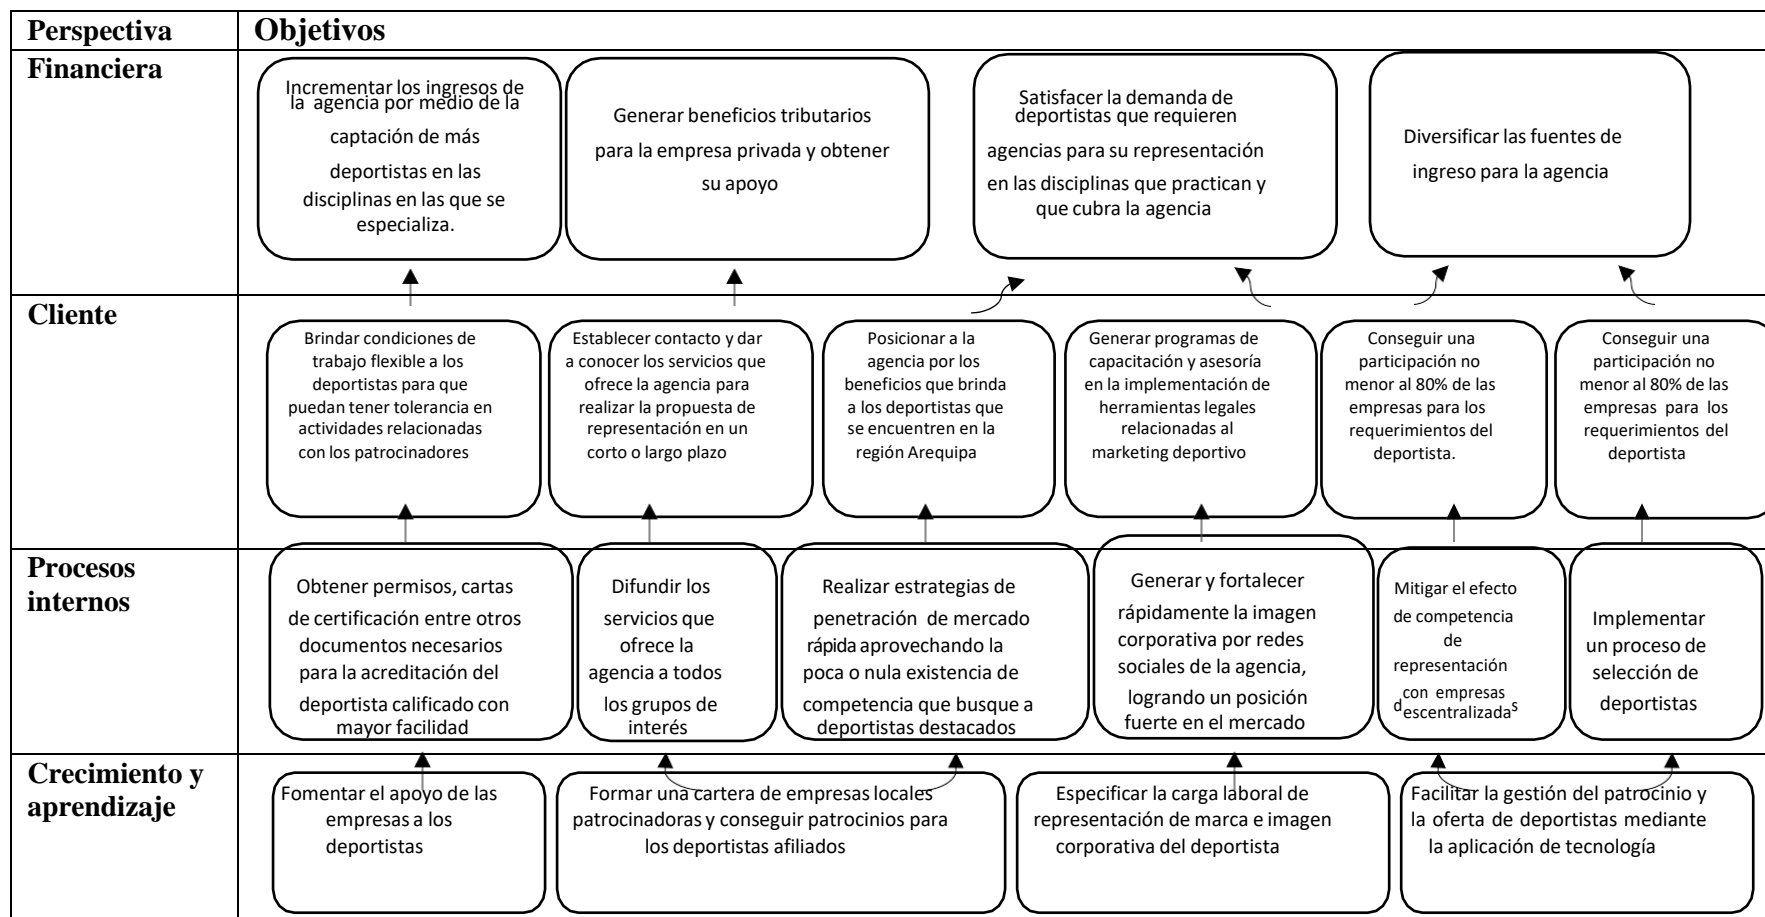 Perspectiva
Objetivos
Financiera
Incrementar los ingresos de
la agencia por medio de la
captación de más
deportistas en las
disciplinas en las que se
especializa.
Generar beneficios tributarios
para la empresa privada y obtener
su apoyo
Satisfacer la demanda de
deportistas que requieren
agencias para su representación
en las disciplinas que practican y
que cubra la agencia
Diversificar las fuentes de
ingreso para la agencia
Cliente
Brindar condiciones de
trabajo flexible a los
deportistas para que
puedan tener tolerancia en
actividades relacionadas
con los patrocinadores
Establecer contacto y dar
a conocer los servicios que
ofrece la agencia para
realizar la propuesta de
representación en un
corto o largo plazo
Posicionar a la
agencia por los
beneficios que brinda
a los deportistas que
se encuentren en la
región Arequipa
Generar programas de
capacitación y asesoría
en la implementación de
herramientas legales
relacionadas al
marketing deportivo
Conseguir una
participación no
menor al 80% de las
empresas para los
requerimientos del
deportista.
Conseguir una
participación no
menor al 80% de las
empresas para los
requerimientos del
deportista
Procesos
internos
Obtener permisos, cartas
de certificación entre otros
documentos necesarios
para la acreditación del
deportista calificado con
mayor facilidad
Difundir los
servicios que
ofrece la
agencia a todos
los grupos de
interés
Realizar estrategias de
penetración de mercado
rápida aprovechando la
poca o nula existencia de
competencia que busque a
deportistas destacados
Generar y fortalecer
rápidamente la imagen
corporativa por redes
sociales de la agencia,
logrando un posición
fuerte en el mercado
Mitigar el efecto
de competencia
de
representación
con empresas
descentralizadas
Implementar
un proceso de
selección de
deportistas
Crecimiento y
aprendizaje
Fomentar el apoyo de las
empresas a los
deportistas
Formar una cartera de empresas locales
patrocinadoras y conseguir patrocinios para
los deportistas afiliados
Especificar la carga laboral de
representación de marca e imagen
corporativa del deportista
Facilitar la gestión del patrocinio y
la oferta de deportistas mediante
la aplicación de tecnología